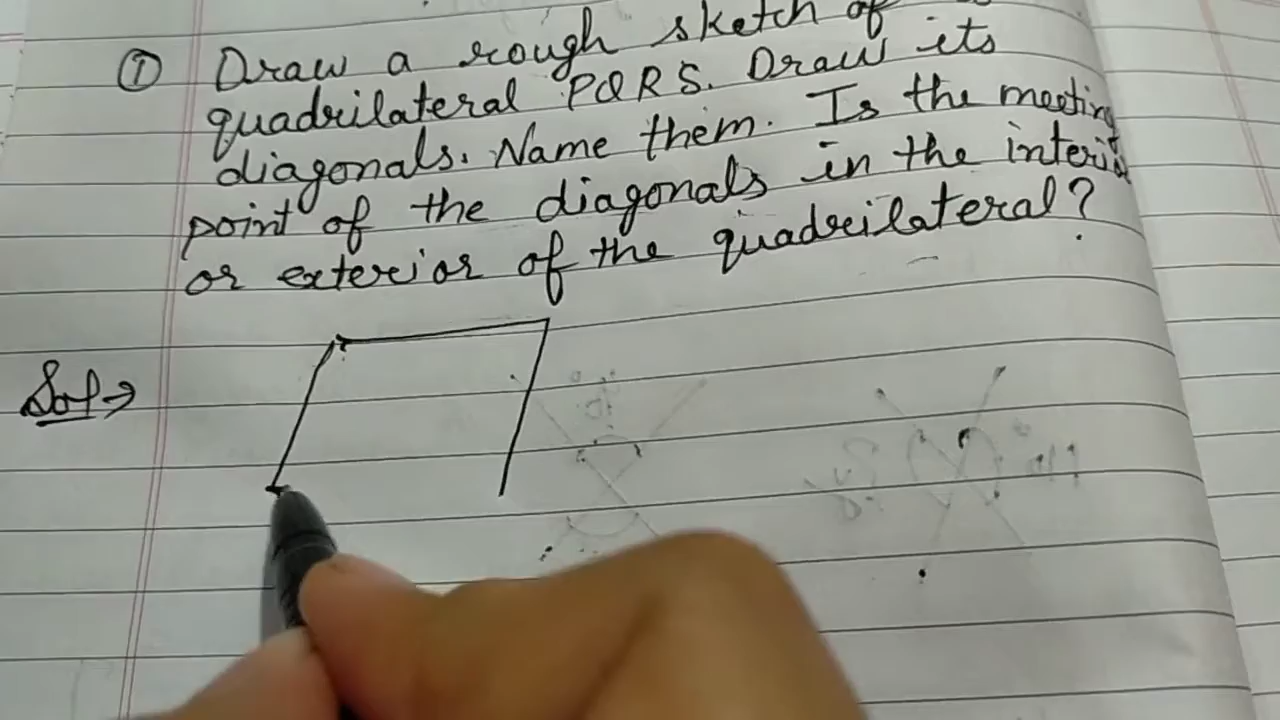 ① Draw a rough sketch of
quadrilateral PQRS. Draw its
diagonals. Name them. Is the meeting
point of the diagonals in the interior
or exterior of the quadrilateral?
Sol→